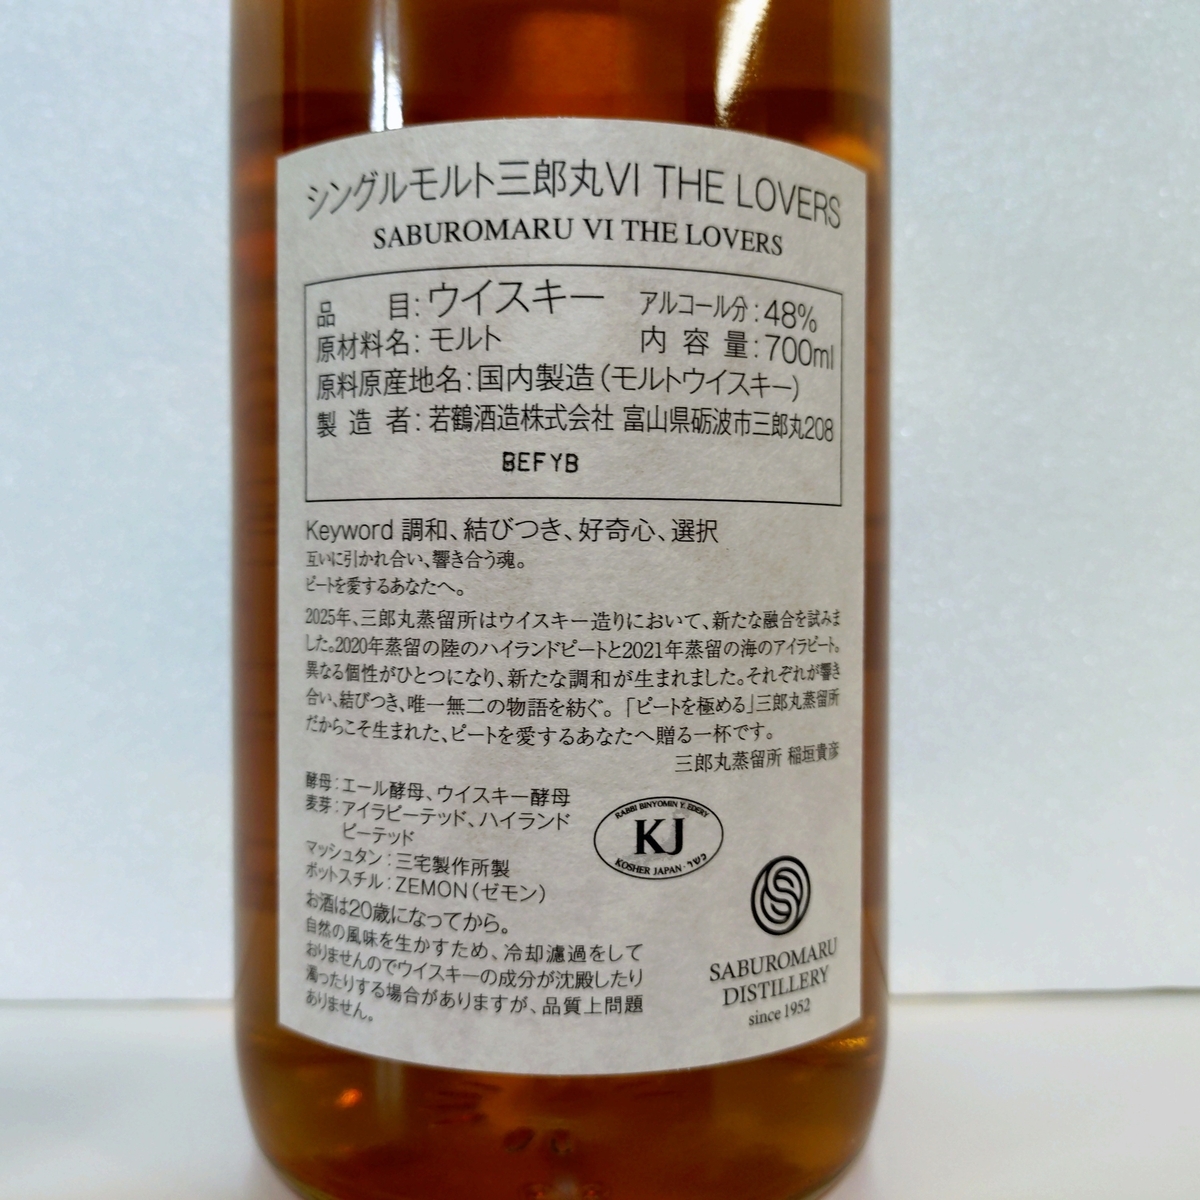 シングルモルト三郎丸VI THE LOVERS
SABUROMARU VI THE LOVERS
品目:ウイスキー アルコール分:48%
原材料名:モルト 内容量:700ml
原料原産地名:国内製造(モルトウイスキー)
製造者:若鶴酒造株式会社 富山県砺波市三郎丸208
BEFYB
Keyword 調和、結びつき、好奇心、選択
互いに引かれ合い、響き合う魂。
ピートを愛するあなたへ。
2025年、三郎丸蒸留所はウイスキー造りにおいて、新たな融合を試みま
した。2020年蒸留の陸のハイランドピートと2021年蒸留の海のアイラピート。
異なる個性がひとつになり、新たな調和が生まれました。それぞれが響き
合い、結びつき、唯一無二の物語を紡ぐ。「ピートを極める」三郎丸蒸留所
だからこそ生まれた、ピートを愛するあなたへ贈る一杯です。
三郎丸蒸留所 稲垣貴彦
酵母:エール酵母、ウイスキー酵母
麦芽:アイラピーテッド、ハイランド
ピーテッド
マッシュタン:三宅製作所製
ポットスチル:ZEMON(ゼモン)
お酒は20歳になってから。
自然の風味を生かすため、冷却濾過をして
おりませんのでウイスキーの成分が沈殿したり
濁ったりする場合がありますが、品質上問題
ありません。
RABBI BINYOMIN Y. EDERY
KJ
KOSHER JAPAN・כשר
SABUROMARU
DISTILLERY
since 1952